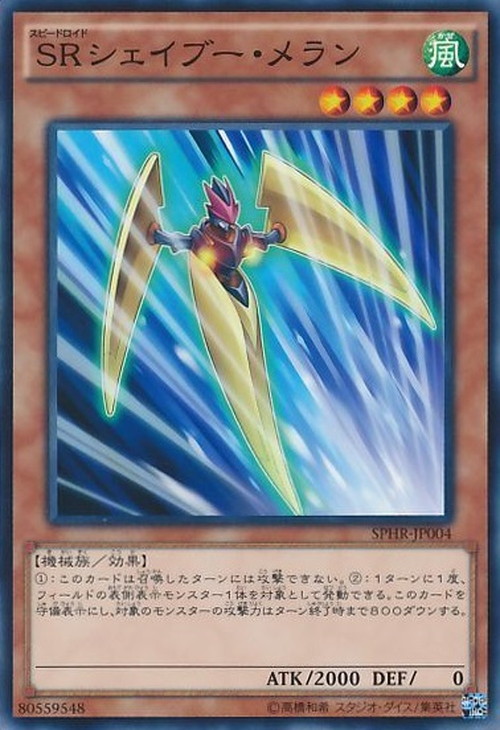 スピードロイド
SRシェイブー・メラン
かぜ
風
SPHR-JP004
【機械族／効果】
①：このカードは召喚したターンには攻撃できない。②：１ターンに１度、
フィールドの表側表示モンスター１体を対象として発動できる。このカードを
守備表示にし、対象のモンスターの攻撃力はターン終了時まで８００ダウンする。
ATK/2000 DEF/ 0
80559548 ©高橋和希 スタジオ・ダイス/集英社